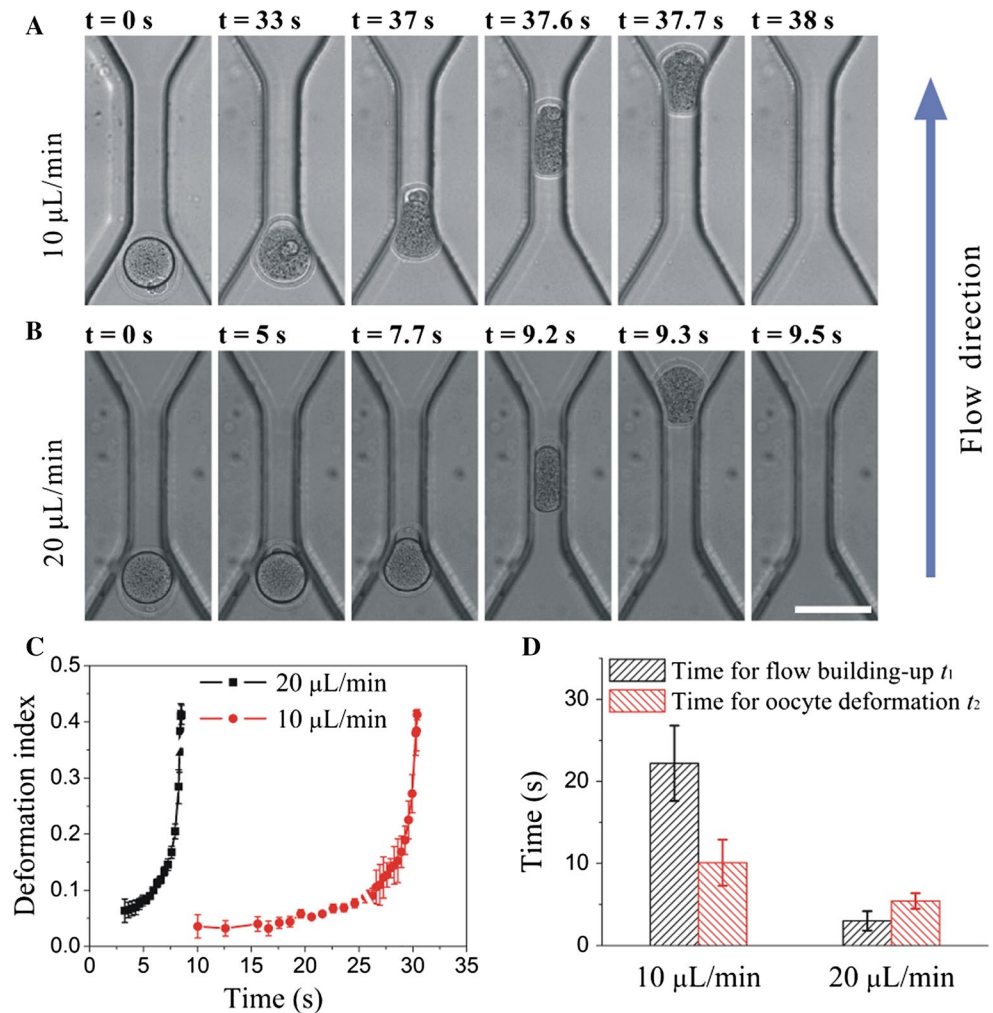 A
t = 0 s t = 33 s t = 37 s t = 37.6 s t = 37.7 s t = 38 s
10 µL/min
B
t = 0 s t = 5 s t = 7.7 s t = 9.2 s t = 9.3 s t = 9.5 s
20 µL/min
Flow direction
C
0.5
0.4
0.3
0.2
0.1
0.0
Deformation index
20 µL/min
10 µL/min
0 5 10 15 20 25 30 35
Time (s)
D
Time for flow building-up t1
Time for oocyte deformation t2
30
20
10
0
Time (s)
10 µL/min 20 µL/min